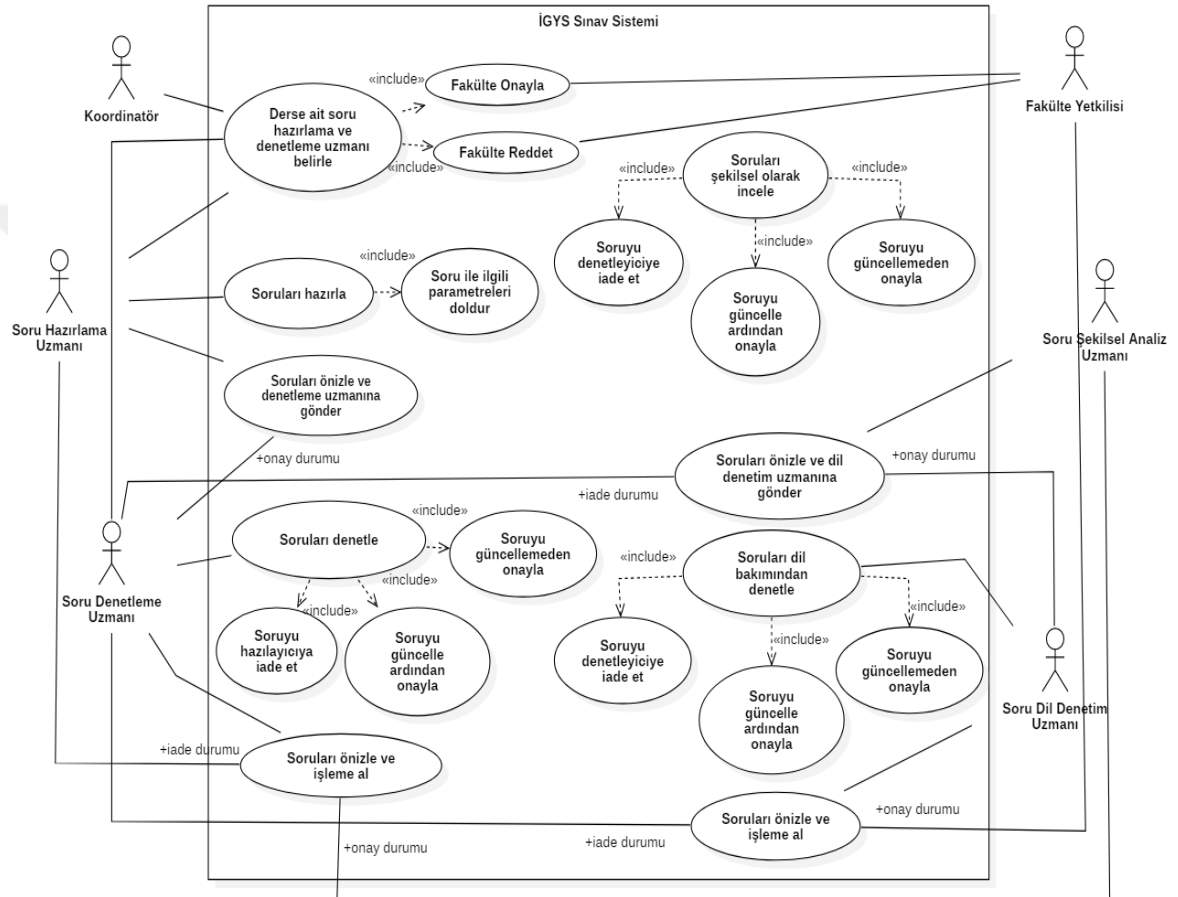 İGYS Sınav Sistemi
Koordinatör
Fakülte Yetkilisi
Derse ait soru
hazırlama ve
denetleme uzmanı
belirle
«include»
Fakülte Onayla
«include»
Fakülte Reddet
Soruları
şekilsel olarak
incele
«include»
«include»
«include»
Soruyu
denetleyiciye
iade et
Soruyu
güncelle
ardından
onayla
Soruyu
güncellemeden
onayla
Soru Hazırlama
Uzmanı
Soruları hazırla
«include»
Soru ile ilgili
parametreleri
doldur
Soru Şekilsel Analiz
Uzmanı
Soruları önizle ve
denetleme uzmanına
gönder
+onay durumu
Soruları önizle ve dil
denetim uzmanına
gönder
+iade durumu
+onay durumu
Soru Denetleme
Uzmanı
Soruları denetle
«include»
«include»
«include»
Soruyu
güncellemeden
onayla
Soruyu
hazılayıcıya
iade et
Soruyu
güncelle
ardından
onayla
Soruları dil
bakımından
denetle
«include»
«include»
«include»
Soruyu
denetleyiciye
iade et
Soruyu
güncelle
ardından
onayla
Soruyu
güncellemeden
onayla
Soru Dil Denetim
Uzmanı
+iade durumu
Soruları önizle ve
işleme al
+onay durumu
+iade durumu
Soruları önizle ve
işleme al
+onay durumu